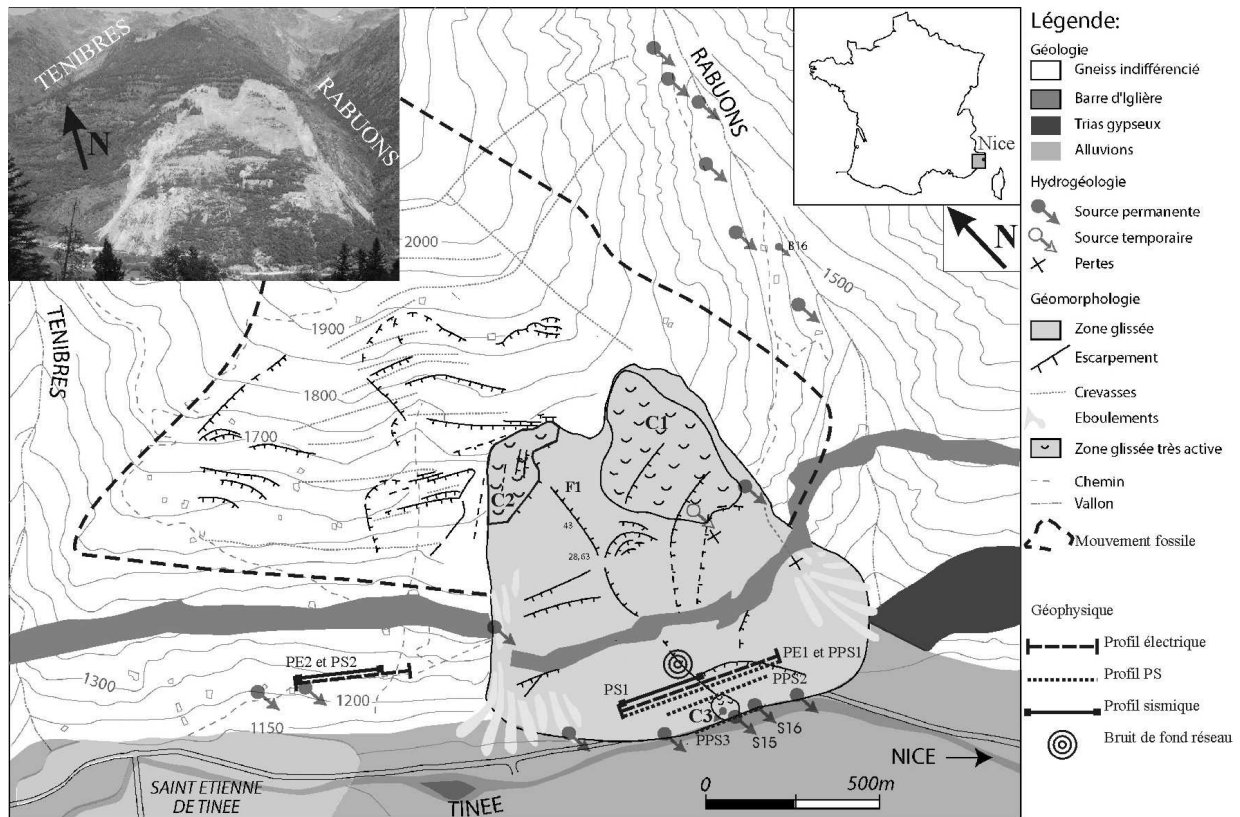 TENIBRES
RABUONS
N
RABUONS
Nice
N
B16
1500
2000
1900
1800
1700
TENIBRES
C1
C2
F1
43
28,63
PE2 et PS2
1300
1200
1150
PE1 et PPS1
PPS2
PS1
C3
S16
S15
PPS3
NICE
SAINT ETIENNE
DE TINEE
TINEE
0
500m
Légende:
Géologie
Gneiss indifférencié
Barre d'Iglière
Trias gypseux
Alluvions
Hydrogéologie
Source permanente
Source temporaire
Pertes
Géomorphologie
Zone glissée
Escarpement
Crevasses
Eboulements
Zone glissée très active
Chemin
Vallon
Mouvement fossile
Géophysique
Profil électrique
Profil PS
Profil sismique
Bruit de fond réseau